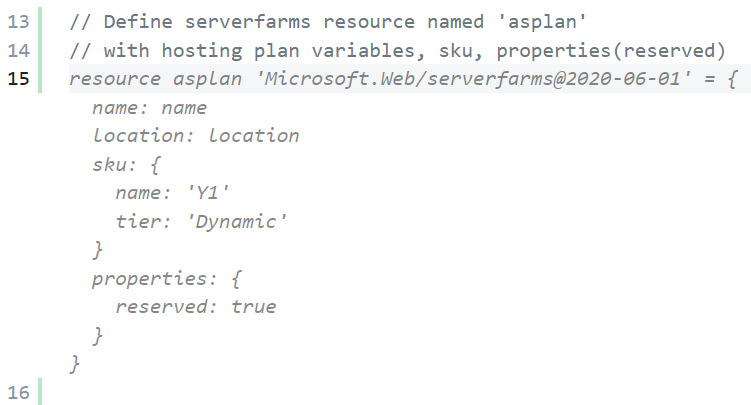 13 // Define serverfarms resource named 'asplan'
14 // with hosting plan variables, sku, properties(reserved)
15 resource asplan 'Microsoft.Web/serverfarms@2020-06-01' = {
name: name
location: location
sku: {
name: 'Y1'
tier: 'Dynamic'
}
properties: {
reserved: true
}
}
16